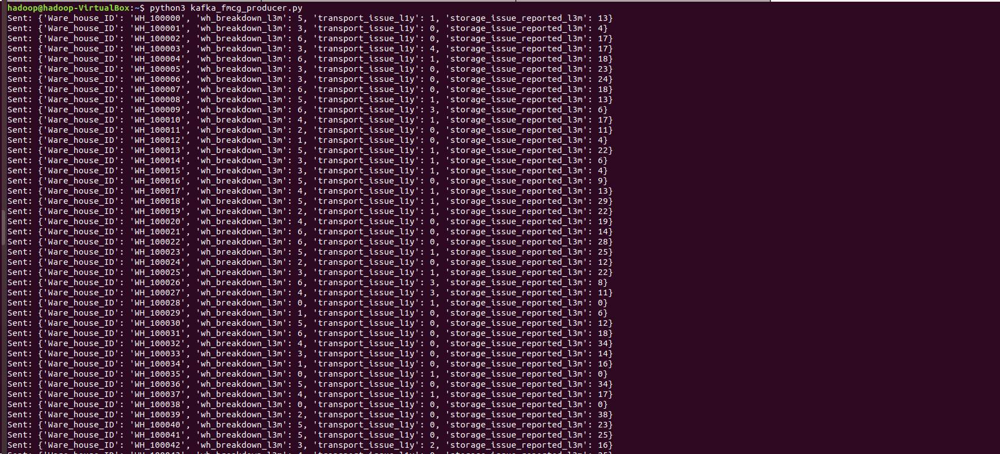 hadoop@hadoop-VirtualBox:~$ python3 kafka_fmcg_producer.py
Sent: {'Ware_house_ID': 'WH_100000', 'wh_breakdown_l3m': 5, 'transport_issue_l1y': 1, 'storage_issue_reported_l3m': 13}
Sent: {'Ware_house_ID': 'WH_100001', 'wh_breakdown_l3m': 3, 'transport_issue_l1y': 0, 'storage_issue_reported_l3m': 4}
Sent: {'Ware_house_ID': 'WH_100002', 'wh_breakdown_l3m': 6, 'transport_issue_l1y': 0, 'storage_issue_reported_l3m': 17}
Sent: {'Ware_house_ID': 'WH_100003', 'wh_breakdown_l3m': 3, 'transport_issue_l1y': 4, 'storage_issue_reported_l3m': 17}
Sent: {'Ware_house_ID': 'WH_100004', 'wh_breakdown_l3m': 6, 'transport_issue_l1y': 1, 'storage_issue_reported_l3m': 18}
Sent: {'Ware_house_ID': 'WH_100005', 'wh_breakdown_l3m': 3, 'transport_issue_l1y': 0, 'storage_issue_reported_l3m': 23}
Sent: {'Ware_house_ID': 'WH_100006', 'wh_breakdown_l3m': 3, 'transport_issue_l1y': 0, 'storage_issue_reported_l3m': 24}
Sent: {'Ware_house_ID': 'WH_100007', 'wh_breakdown_l3m': 6, 'transport_issue_l1y': 0, 'storage_issue_reported_l3m': 18}
Sent: {'Ware_house_ID': 'WH_100008', 'wh_breakdown_l3m': 5, 'transport_issue_l1y': 1, 'storage_issue_reported_l3m': 13}
Sent: {'Ware_house_ID': 'WH_100009', 'wh_breakdown_l3m': 6, 'transport_issue_l1y': 3, 'storage_issue_reported_l3m': 6}
Sent: {'Ware_house_ID': 'WH_100010', 'wh_breakdown_l3m': 4, 'transport_issue_l1y': 1, 'storage_issue_reported_l3m': 17}
Sent: {'Ware_house_ID': 'WH_100011', 'wh_breakdown_l3m': 2, 'transport_issue_l1y': 0, 'storage_issue_reported_l3m': 11}
Sent: {'Ware_house_ID': 'WH_100012', 'wh_breakdown_l3m': 1, 'transport_issue_l1y': 0, 'storage_issue_reported_l3m': 4}
Sent: {'Ware_house_ID': 'WH_100013', 'wh_breakdown_l3m': 5, 'transport_issue_l1y': 1, 'storage_issue_reported_l3m': 22}
Sent: {'Ware_house_ID': 'WH_100014', 'wh_breakdown_l3m': 3, 'transport_issue_l1y': 1, 'storage_issue_reported_l3m': 6}
Sent: {'Ware_house_ID': 'WH_100015', 'wh_breakdown_l3m': 3, 'transport_issue_l1y': 1, 'storage_issue_reported_l3m': 4}
Sent: {'Ware_house_ID': 'WH_100016', 'wh_breakdown_l3m': 5, 'transport_issue_l1y': 0, 'storage_issue_reported_l3m': 9}
Sent: {'Ware_house_ID': 'WH_100017', 'wh_breakdown_l3m': 4, 'transport_issue_l1y': 1, 'storage_issue_reported_l3m': 13}
Sent: {'Ware_house_ID': 'WH_100018', 'wh_breakdown_l3m': 5, 'transport_issue_l1y': 1, 'storage_issue_reported_l3m': 29}
Sent: {'Ware_house_ID': 'WH_100019', 'wh_breakdown_l3m': 2, 'transport_issue_l1y': 1, 'storage_issue_reported_l3m': 22}
Sent: {'Ware_house_ID': 'WH_100020', 'wh_breakdown_l3m': 4, 'transport_issue_l1y': 0, 'storage_issue_reported_l3m': 19}
Sent: {'Ware_house_ID': 'WH_100021', 'wh_breakdown_l3m': 6, 'transport_issue_l1y': 0, 'storage_issue_reported_l3m': 14}
Sent: {'Ware_house_ID': 'WH_100022', 'wh_breakdown_l3m': 6, 'transport_issue_l1y': 0, 'storage_issue_reported_l3m': 28}
Sent: {'Ware_house_ID': 'WH_100023', 'wh_breakdown_l3m': 5, 'transport_issue_l1y': 1, 'storage_issue_reported_l3m': 25}
Sent: {'Ware_house_ID': 'WH_100024', 'wh_breakdown_l3m': 2, 'transport_issue_l1y': 0, 'storage_issue_reported_l3m': 12}
Sent: {'Ware_house_ID': 'WH_100025', 'wh_breakdown_l3m': 3, 'transport_issue_l1y': 1, 'storage_issue_reported_l3m': 22}
Sent: {'Ware_house_ID': 'WH_100026', 'wh_breakdown_l3m': 6, 'transport_issue_l1y': 3, 'storage_issue_reported_l3m': 8}
Sent: {'Ware_house_ID': 'WH_100027', 'wh_breakdown_l3m': 4, 'transport_issue_l1y': 3, 'storage_issue_reported_l3m': 11}
Sent: {'Ware_house_ID': 'WH_100028', 'wh_breakdown_l3m': 0, 'transport_issue_l1y': 1, 'storage_issue_reported_l3m': 0}
Sent: {'Ware_house_ID': 'WH_100029', 'wh_breakdown_l3m': 1, 'transport_issue_l1y': 0, 'storage_issue_reported_l3m': 6}
Sent: {'Ware_house_ID': 'WH_100030', 'wh_breakdown_l3m': 5, 'transport_issue_l1y': 0, 'storage_issue_reported_l3m': 12}
Sent: {'Ware_house_ID': 'WH_100031', 'wh_breakdown_l3m': 6, 'transport_issue_l1y': 0, 'storage_issue_reported_l3m': 18}
Sent: {'Ware_house_ID': 'WH_100032', 'wh_breakdown_l3m': 4, 'transport_issue_l1y': 0, 'storage_issue_reported_l3m': 34}
Sent: {'Ware_house_ID': 'WH_100033', 'wh_breakdown_l3m': 3, 'transport_issue_l1y': 0, 'storage_issue_reported_l3m': 14}
Sent: {'Ware_house_ID': 'WH_100034', 'wh_breakdown_l3m': 1, 'transport_issue_l1y': 0, 'storage_issue_reported_l3m': 16}
Sent: {'Ware_house_ID': 'WH_100035', 'wh_breakdown_l3m': 0, 'transport_issue_l1y': 1, 'storage_issue_reported_l3m': 0}
Sent: {'Ware_house_ID': 'WH_100036', 'wh_breakdown_l3m': 5, 'transport_issue_l1y': 0, 'storage_issue_reported_l3m': 34}
Sent: {'Ware_house_ID': 'WH_100037', 'wh_breakdown_l3m': 4, 'transport_issue_l1y': 1, 'storage_issue_reported_l3m': 17}
Sent: {'Ware_house_ID': 'WH_100038', 'wh_breakdown_l3m': 0, 'transport_issue_l1y': 0, 'storage_issue_reported_l3m': 0}
Sent: {'Ware_house_ID': 'WH_100039', 'wh_breakdown_l3m': 2, 'transport_issue_l1y': 0, 'storage_issue_reported_l3m': 38}
Sent: {'Ware_house_ID': 'WH_100040', 'wh_breakdown_l3m': 5, 'transport_issue_l1y': 0, 'storage_issue_reported_l3m': 23}
Sent: {'Ware_house_ID': 'WH_100041', 'wh_breakdown_l3m': 5, 'transport_issue_l1y': 0, 'storage_issue_reported_l3m': 25}
Sent: {'Ware_house_ID': 'WH_100042', 'wh_breakdown_l3m': 3, 'transport_issue_l1y': 2, 'storage_issue_reported_l3m': 16}